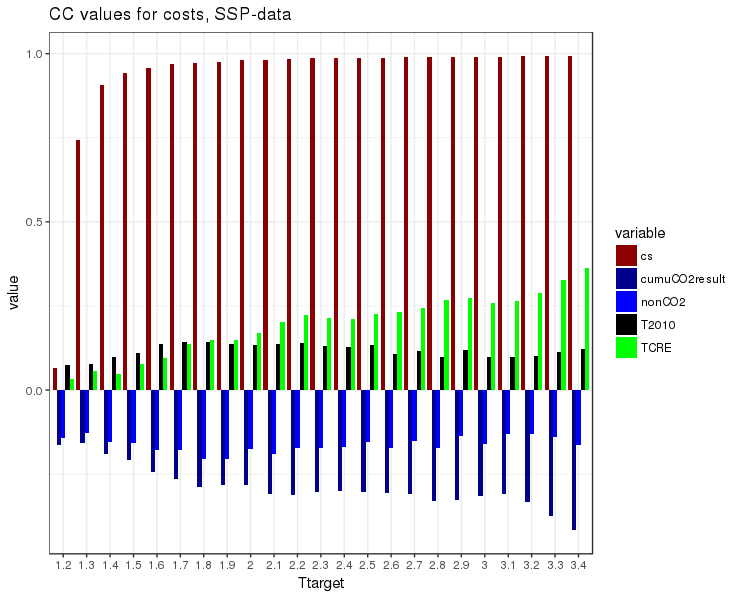 CC values for costs, SSP-data
1.0
0.5
0.0
value
1.2 1.3 1.4 1.5 1.6 1.7 1.8 1.9 2 2.1 2.2 2.3 2.4 2.5 2.6 2.7 2.8 2.9 3 3.1 3.2 3.3 3.4
Ttarget
variable
cs
cumuCO2result
nonCO2
T2010
TCRE